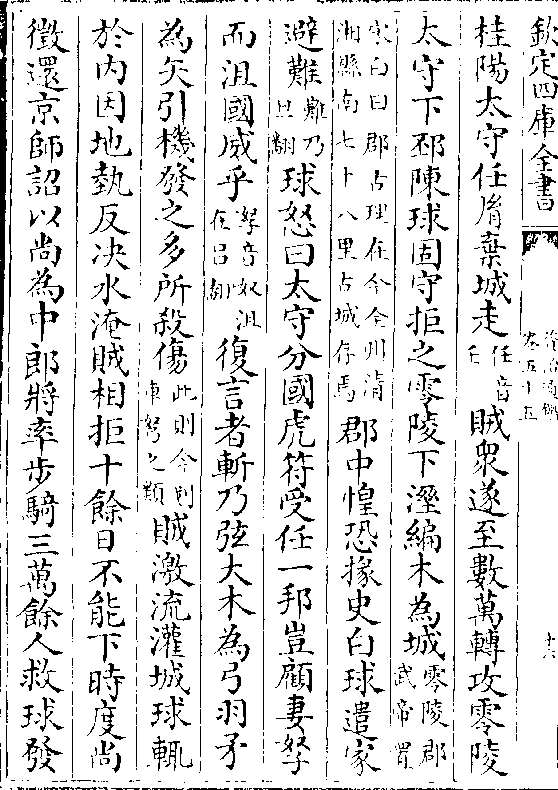 欽定四庫全書
卷五十五
十六
桂陽太守任胤棄城走任音壬賊衆遂至數萬轉攻零陵
太守下邳陳球固守拒之零陵下溼編木為城零陵郡武帝置
宋白曰郡古理在今全州清湘縣南七十八里古城存焉郡中惶恐掾史白球遣家
避難難乃旦翻球怒曰太守分國虎符受任一邦豈顧妻孥
而沮國威乎孥音奴沮在呂翻復言者斬乃弦大木為弓羽矛
為矢引機發之多所殺傷此則今划車弩之類賊激流灌城球輒
於内因地埶反决水淹賊相拒十餘日不能下時度尚
徵還京師詔以尚為中郎將率步騎三萬餘人救球發